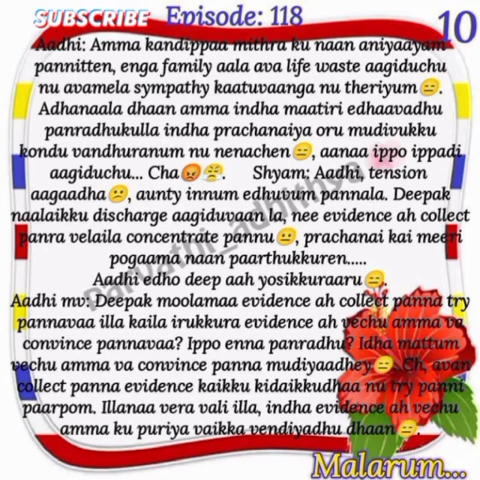 SUBSCRIBE Episode: 118
10
Aadhi: Amma kandippaa mithra ku naan aniyaayam
pannitten, enga family aala ava life waste aagiduchu
nu avamela sympathy kaatuvaanga nu theriyum😑.
Adhanaala dhaan amma indha maatiri edhaavadhu
panradhukulla indha prachanaiya oru mudivukku
kondu vandhuranum nu nenachen😑, aanaa ippo ippadi
aagiduchu... Cha😡😤. Shyam: Aadhi, tension
aagaadha😕, aunty innum edhuvum pannala. Deepak
naalaikku discharge aagiduvaan la, nee evidence ah collect
panra velaila concentrate pannu😐, prachanai kai meeri
pogaama naan paarthukkuren.....
Aadhi edho deep aah yosikkuraaru😑.
Aadhi mv: Deepak moolamaa evidence ah collect panna try
pannavaa illa kaila irukkura evidence ah vechu amma va
convince pannavaa? Ippo enna panradhu? Idha mattum
vechu amma va convince panna mudiyaadhey😑. Ch, avan
collect panna evidence kaikku kidaikkudhaa nu try panni
paarpom. Illanaa vera vali illa, indha evidence ah vechu
amma ku puriya vaikka vendiyadhu dhaan😑.
parvathi_adhithya
Malarum...